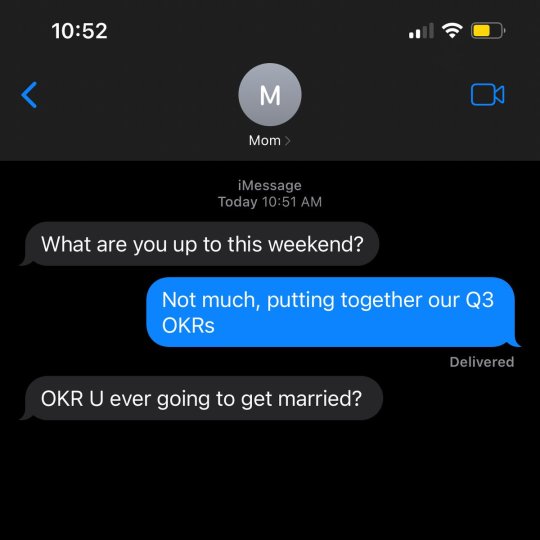 10:52
M
Mom
iMessage
Today 10:51 AM
What are you up to this weekend?
Not much, putting together our Q3
OKRs
Delivered
OKR U ever going to get married?